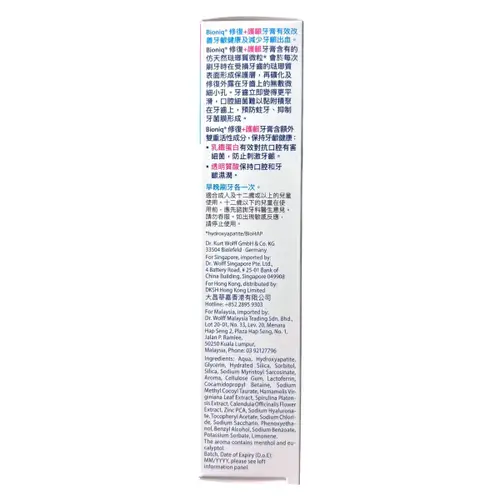 Bioniq® 修復+護齦牙膏有效改
善牙齦健康及減少牙齦出血。
Bioniq® 修復+護齦牙膏含有的
仿天然琺瑯質微粒* 會於每次
刷牙時在受損牙齒的琺瑯質
表面形成保護層，再礦化及
修復外露在牙齒上的無數微
細小孔。牙齒立即變得更平
滑，口腔細菌難以黏附積聚
在牙齒上，預防蛀牙、抑制
牙菌膜形成。
Bioniq® 修復+護齦牙膏含額外
雙重活性成分，保持牙齦健康：
• 乳鐵蛋白有效對抗口腔有害
細菌，防止刺激牙齦。
• 透明質酸保持口腔和牙
齦濕潤。
早晚刷牙各一次。
適合成人及十二歲或以上的兒童
使用。十二歲以下的兒童在使
用前，應先諮詢牙科醫生意見。
請勿吞服。如出現敏感反應，
請停止使用。
*hydroxyapatite/BioHAP
Dr. Kurt Wolff GmbH & Co. KG
33504 Bielefeld · Germany
For Singapore, imported by:
Dr. Wolff Singapore Pte. Ltd.,
4 Battery Road, # 25-01 Bank of
China Building, Singapore 049908
For Hong Kong, distributed by:
DKSH Hong Kong Limited
大昌華嘉香港有限公司
Hotline: +852 2895 9303
For Malaysia, imported by:
Dr. Wolff Malaysia Trading Sdn. Bhd.,
Lot 20-01, No. 33, Lev. 20, Menara
Hap Seng 2, Plaza Hap Seng, No.1,
Jalan P. Ramlee,
50250 Kuala Lumpur,
Malaysia, Phone: 03 92127796
Ingredients: Aqua, Hydroxyapatite,
Glycerin, Hydrated Silica, Sorbitol,
Silica, Sodium Myristoyl Sarcosinate,
Aroma, Cellulose Gum, Lactoferrin,
Cocamidopropyl Betaine, Sodium
Methyl Cocoyl Taurate, Hamamelis Vir-
giniana Leaf Extract, Spirulina Platen-
sis Extract, Calendula Officinalis Flower
Extract, Zinc PCA, Sodium Hyalurona-
te, Tocopheryl Acetate, Sodium Chlori-
de, Sodium Saccharin, Phenoxyetha-
nol, Benzyl Alcohol, Sodium Benzoate,
Potassium Sorbate, Limonene.
The aroma contains menthol and eu-
calyptol.
Batch, Date of Expiry (D.o.E):
MM/YYYY, please see left
information panel